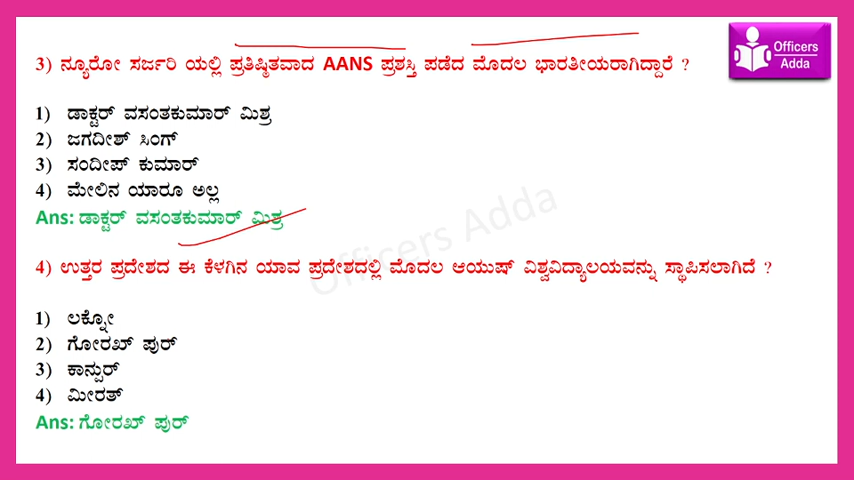 Officers
Adda
3) ನ್ಯೂರೋ ಸರ್ಜರಿ ಯಲ್ಲಿ ಪ್ರತಿಷ್ಠಿತವಾದ AANS ಪ್ರಶಸ್ತಿ ಪಡೆದ ಮೊದಲ ಭಾರತೀಯರಾಗಿದ್ದಾರೆ ?
1) ಡಾಕ್ಟರ್ ವಸಂತಕುಮಾರ್ ಮಿಶ್ರ
2) ಜಗದೀಶ್ ಸಿಂಗ್
3) ಸಂದೀಪ್ ಕುಮಾರ್
4) ಮೇಲಿನ ಯಾರೂ ಅಲ್ಲ
Ans: ಡಾಕ್ಟರ್ ವಸಂತಕುಮಾರ್ ಮಿಶ್ರ
Officers Adda
4) ಉತ್ತರ ಪ್ರದೇಶದ ಈ ಕೆಳಗಿನ ಯಾವ ಪ್ರದೇಶದಲ್ಲಿ ಮೊದಲ ಆಯುಷ್ ವಿಶ್ವವಿದ್ಯಾಲಯವನ್ನು ಸ್ಥಾಪಿಸಲಾಗಿದೆ ?
1) ಲಕ್ನೋ
2) ಗೋರಖ್ ಪುರ್
3) ಕಾನ್ಪುರ್
4) ಮೀರತ್
Ans: ಗೋರಖ್ ಪುರ್